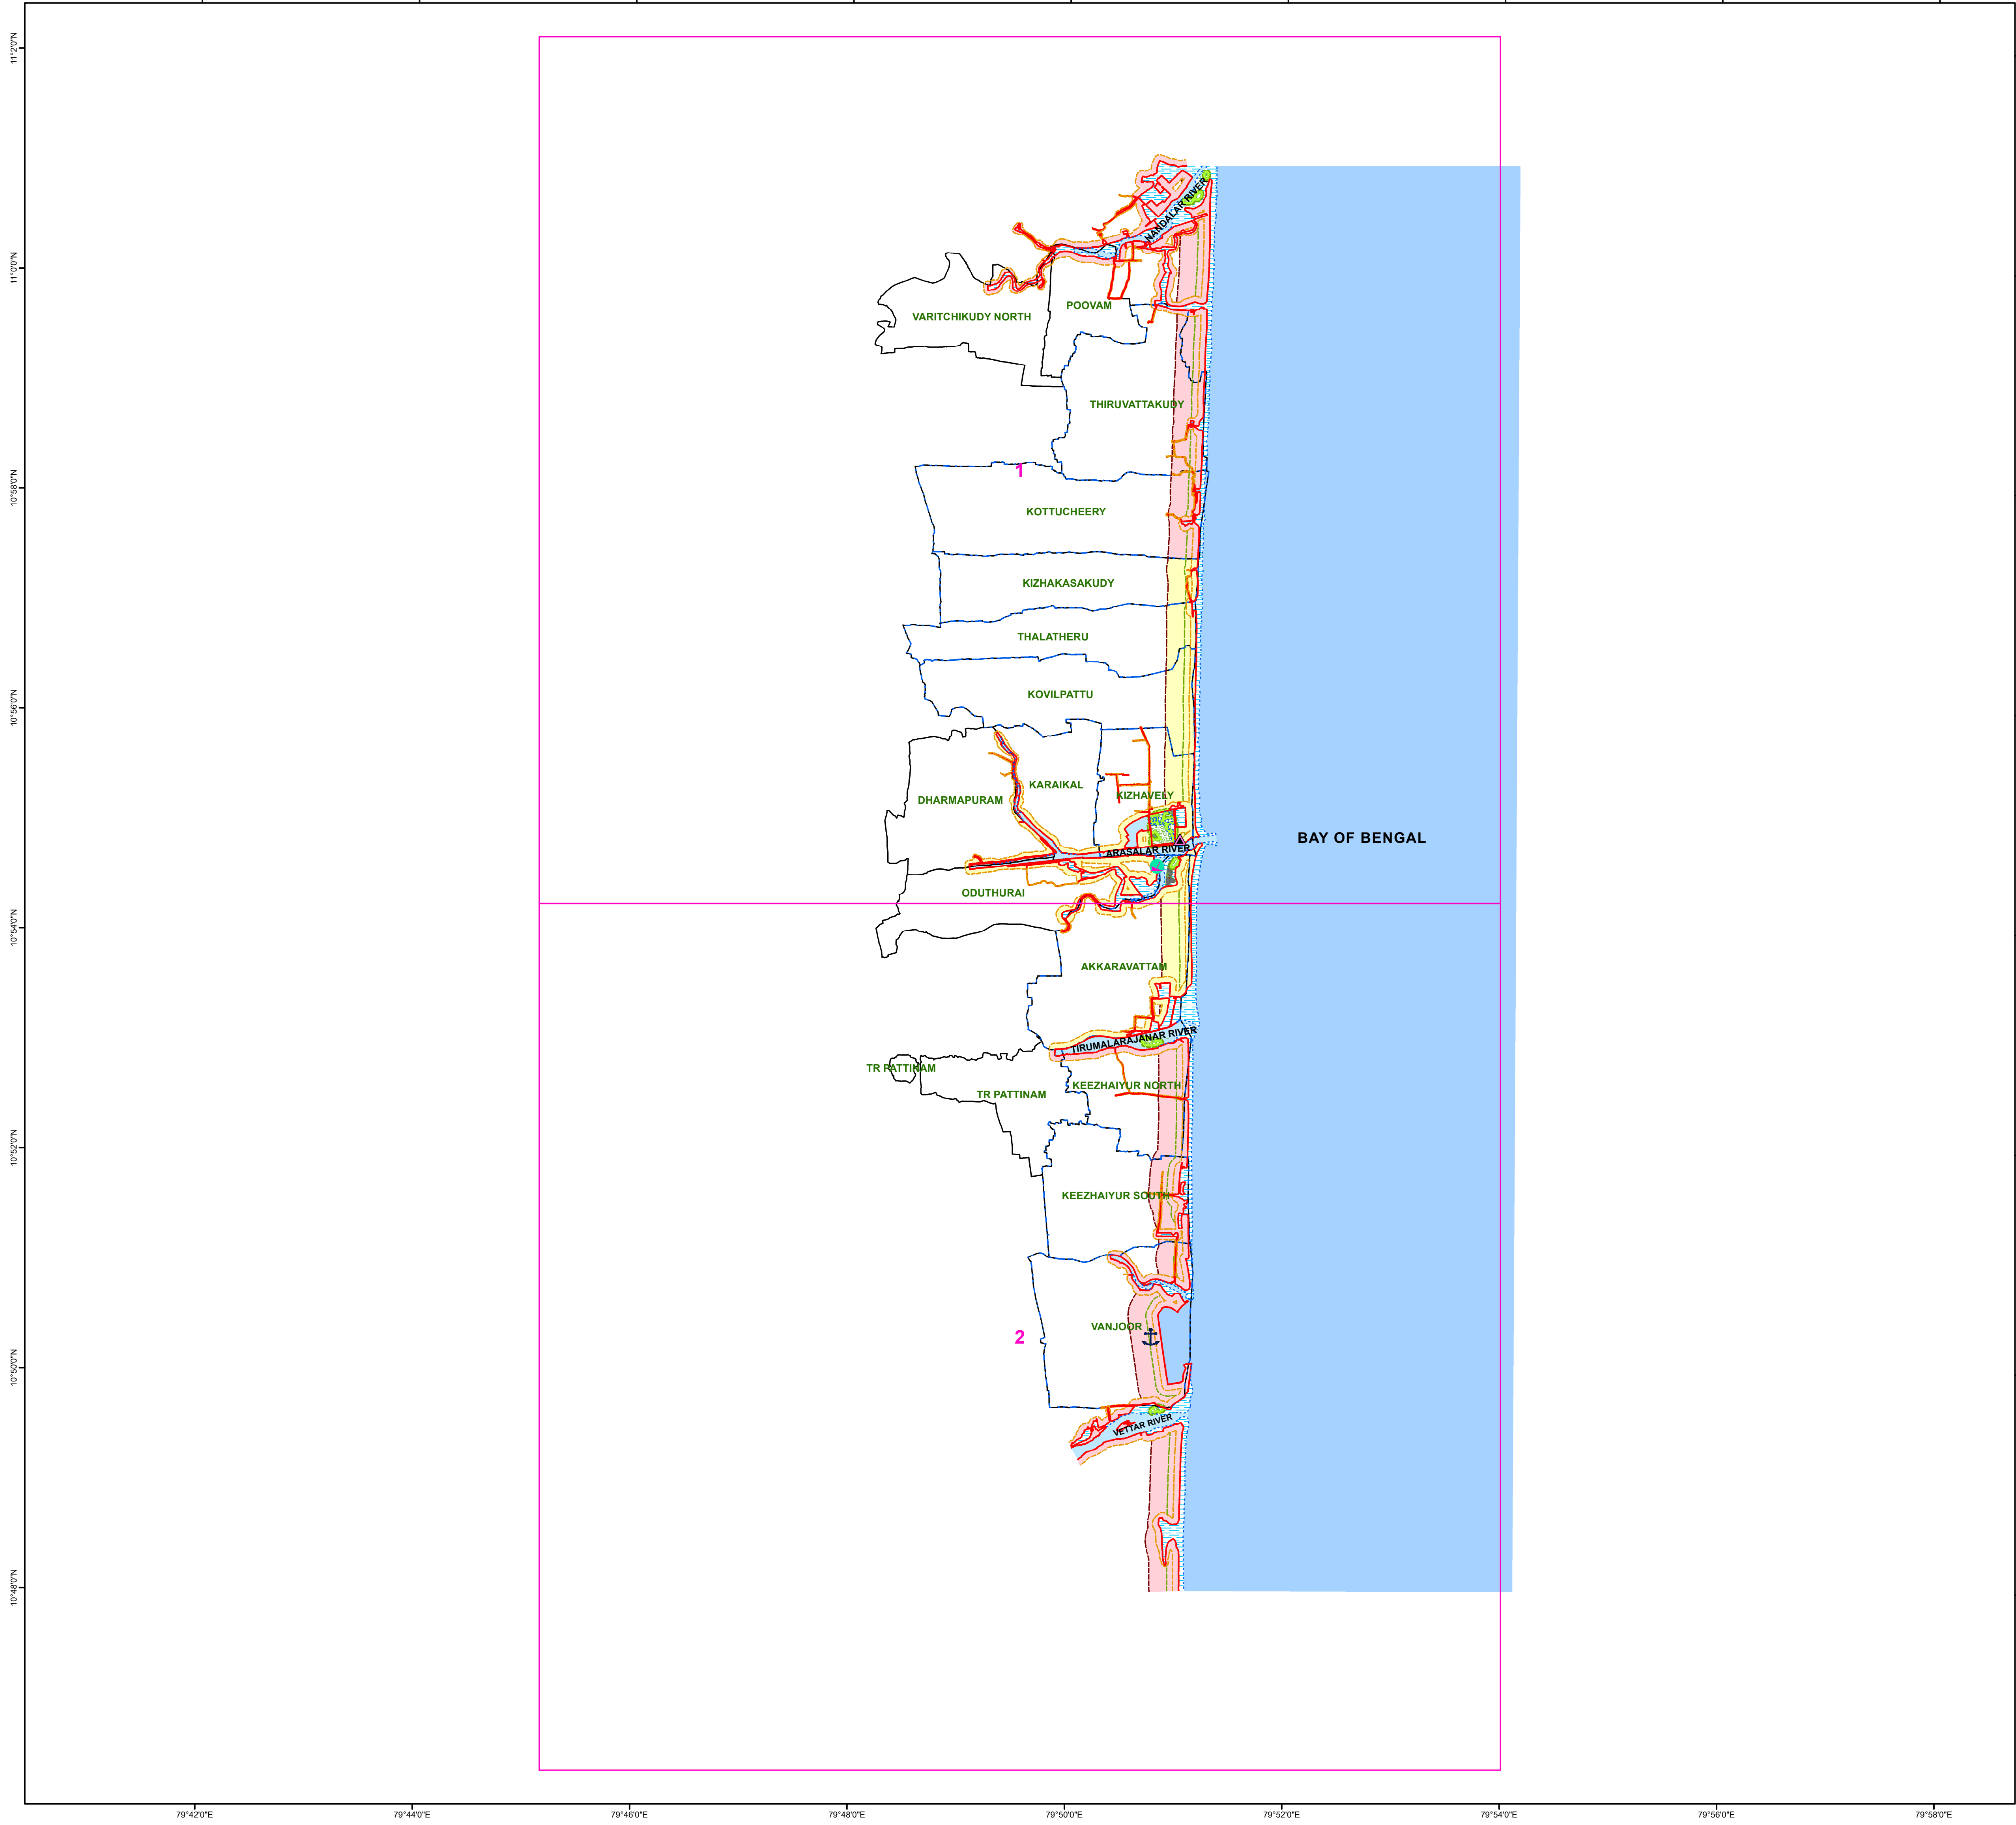 11°2'0"N
NANDALAR RIVER
11°0'0"N
POOVAM
VARITCHIKUDY NORTH
THIRUVATTAKUDY
1
10°58'0"N
KOTTUCHEERY
KIZHAKASAKUDY
THALATHERU
KOVILPATTU
10°56'0"N
KARAIKAL
KIZHAVELY
DHARMAPURAM
BAY OF BENGAL
ARASALAR RIVER
ODUTHURAI
10°54'0"N
AKKARAVATTAM
TIRUMALARAJANAR RIVER
TR PATTINAM
KEEZHAIYUR NORTH
TR PATTINAM
10°52'0"N
KEEZHAIYUR SOUTH
VANJOOR
2
10°50'0"N
VETTAR RIVER
10°48'0"N
79°42'0"E
79°44'0"E
79°46'0"E
79°48'0"E
79°50'0"E
79°52'0"E
79°54'0"E
79°56'0"E
79°58'0"E